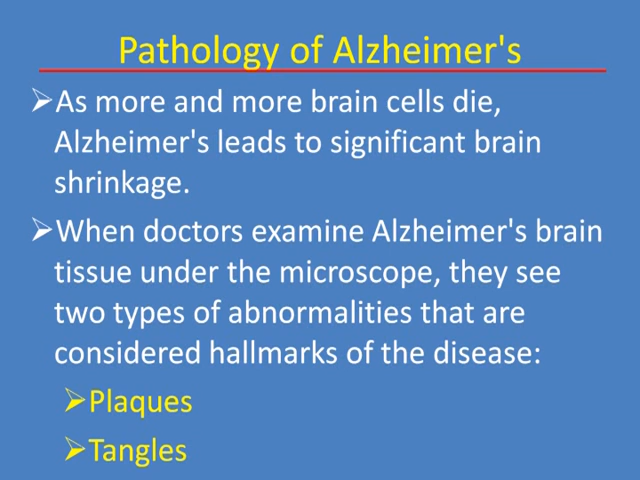 Pathology of Alzheimer's
➢As more and more brain cells die,
Alzheimer's leads to significant brain
shrinkage.
➢When doctors examine Alzheimer's brain
tissue under the microscope, they see
two types of abnormalities that are
considered hallmarks of the disease:
➢Plaques
➢Tangles